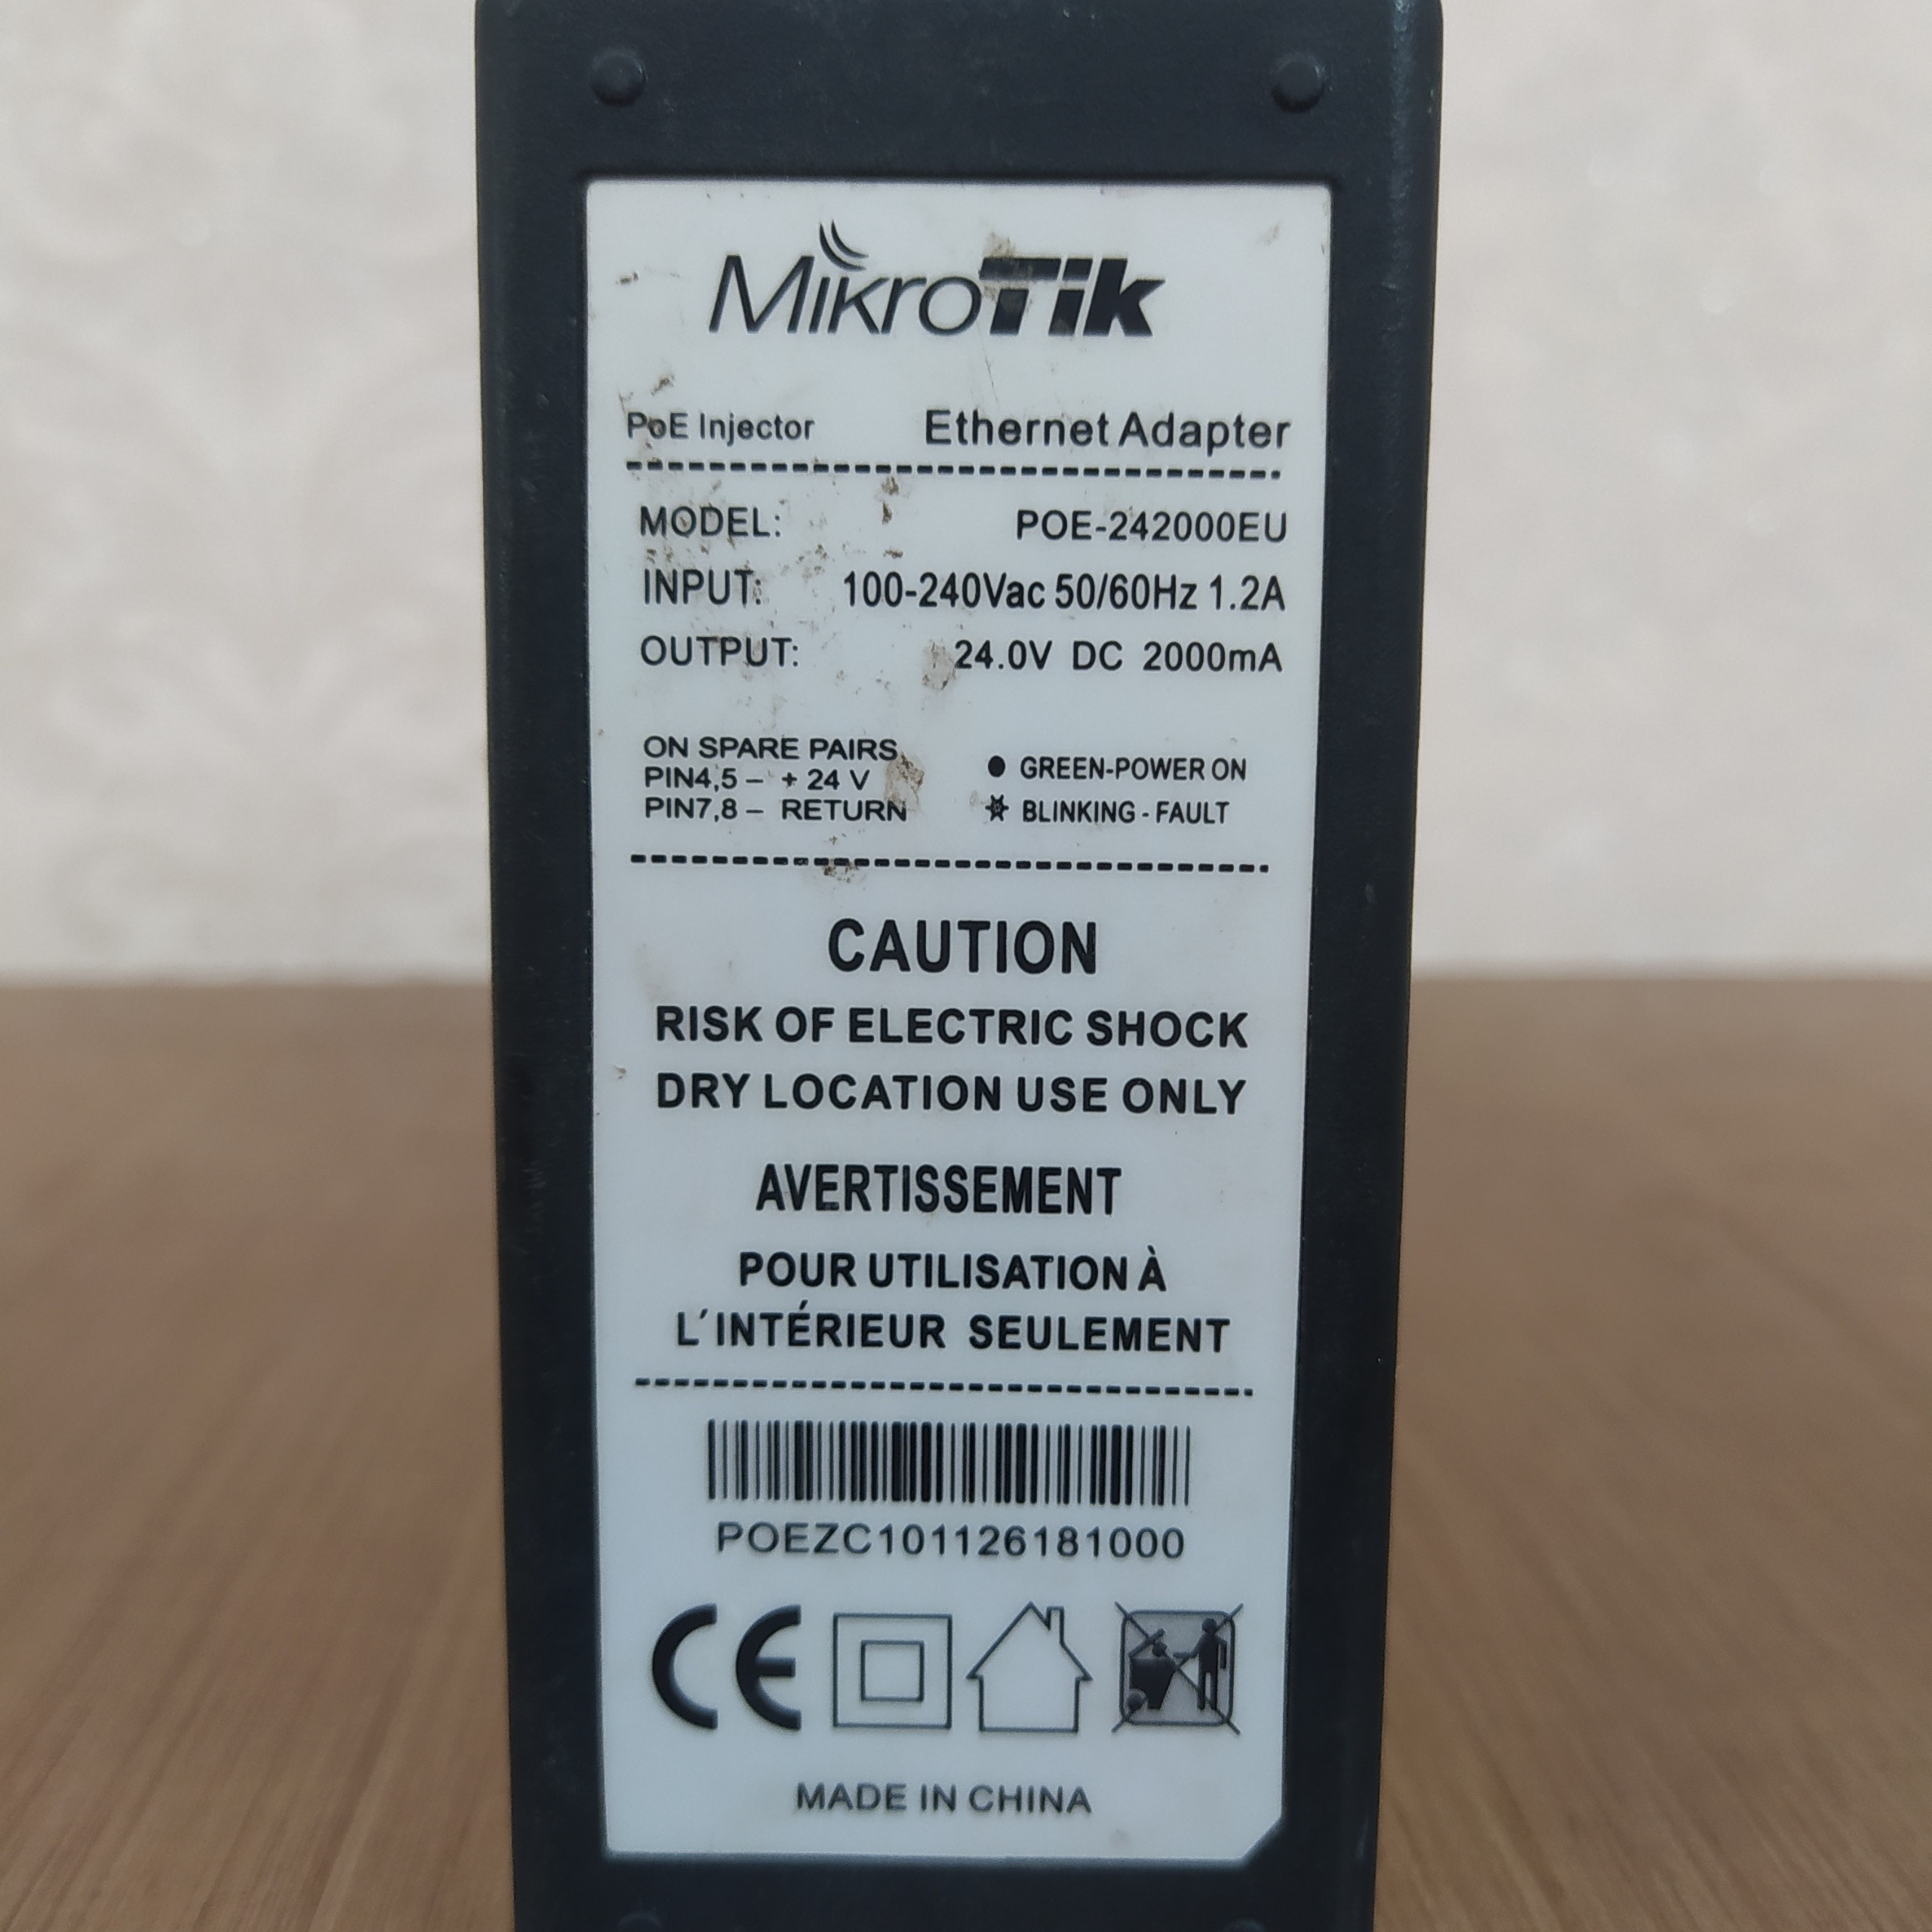 MikroTik
PoE Injector Ethernet Adapter
MODEL: POE-242000EU
INPUT: 100-240Vac 50/60Hz 1.2A
OUTPUT: 24.0V DC 2000mA
ON SPARE PAIRS
PIN4,5 – + 24 V
PIN7,8 – RETURN
● GREEN-POWER ON
BLINKING - FAULT
CAUTION
RISK OF ELECTRIC SHOCK
DRY LOCATION USE ONLY
AVERTISSEMENT
POUR UTILISATION À
L'INTÉRIEUR SEULEMENT
POEZC101126181000
CE
MADE IN CHINA